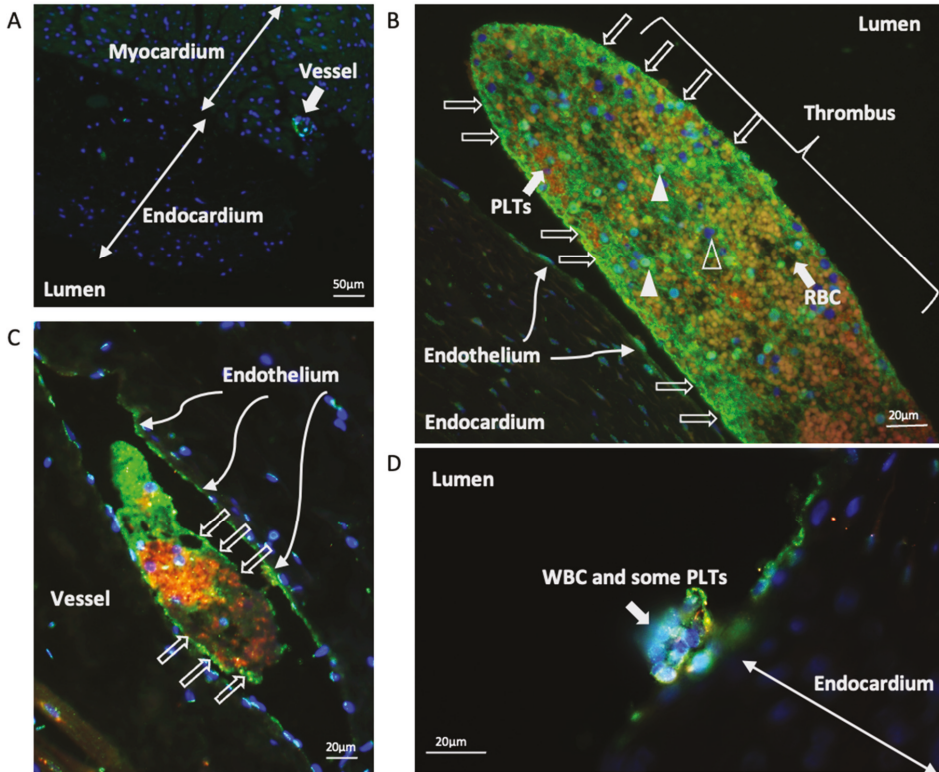 A
Myocardium
Vessel
Endocardium
Lumen
50µm
B
Lumen
Thrombus
PLTs
RBC
Endothelium
Endocardium
20µm
C
Endothelium
Vessel
20µm
D
Lumen
WBC and some PLTs
Endocardium
20µm